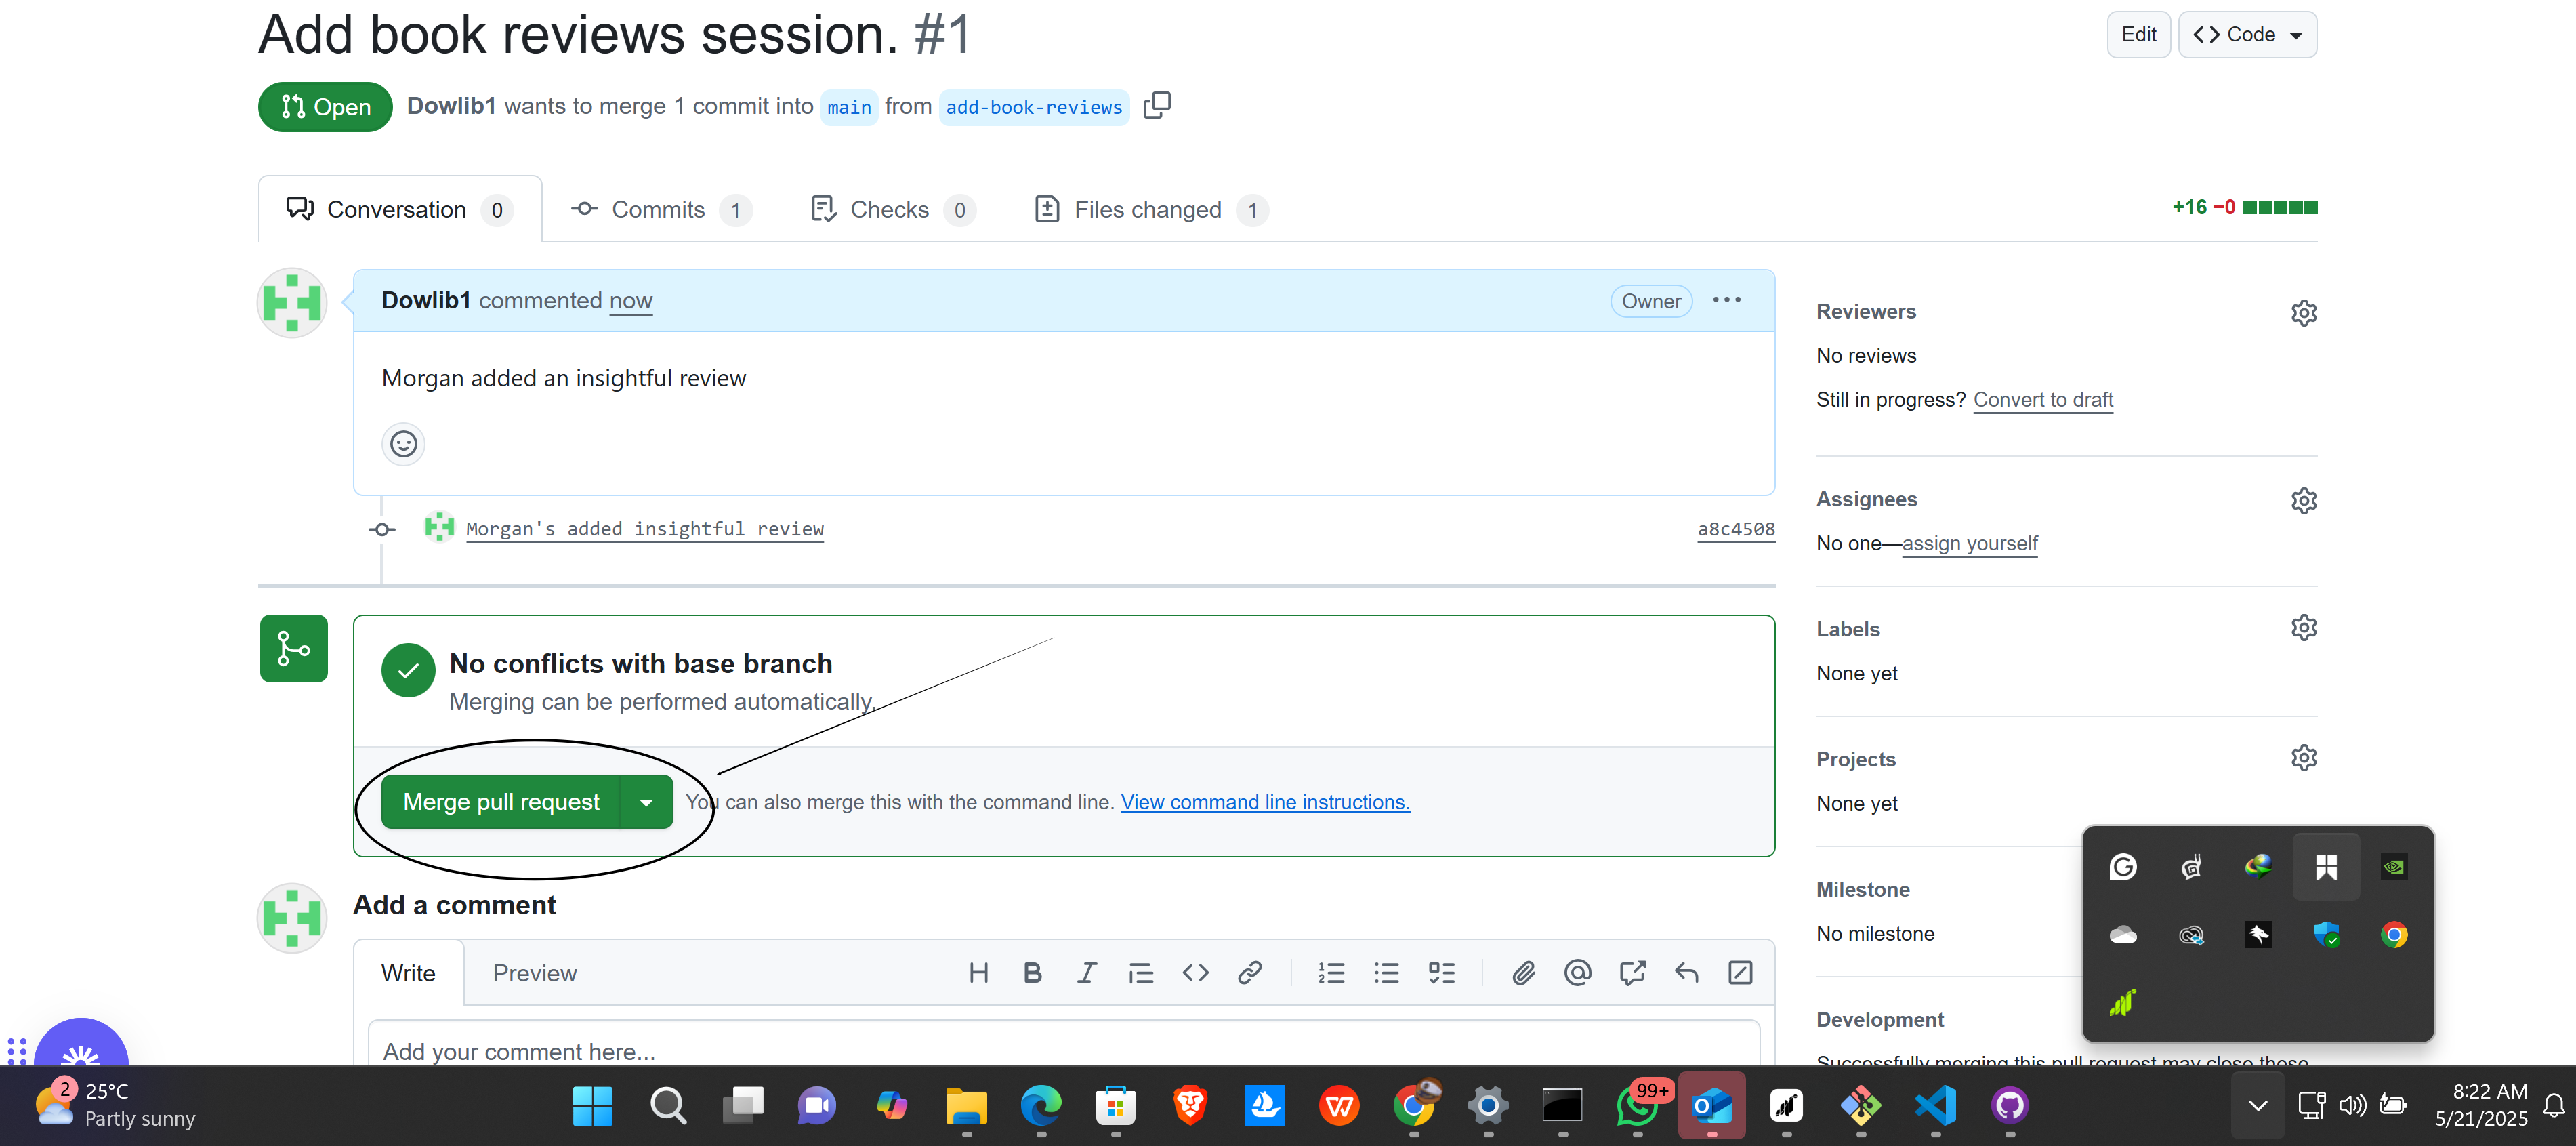 Add book reviews session. #1
Edit
Code
Open
Dowlib1 wants to merge 1 commit into main from add-book-reviews
Conversation 0
Commits 1
Checks 0
Files changed 1
+16 −0
Dowlib1 commented now
Owner
Morgan added an insightful review
Morgan's added insightful review
a8c4508
No conflicts with base branch
Merging can be performed automatically.
Merge pull request
You can also merge this with the command line. View command line instructions.
Add a comment
Write
Preview
Add your comment here...
Reviewers
No reviews
Still in progress? Convert to draft
Assignees
No one—assign yourself
Labels
None yet
Projects
None yet
Milestone
No milestone
Development
Successfully merging this pull request may close these
2
25°C
Partly sunny
99+
8:22 AM
5/21/2025